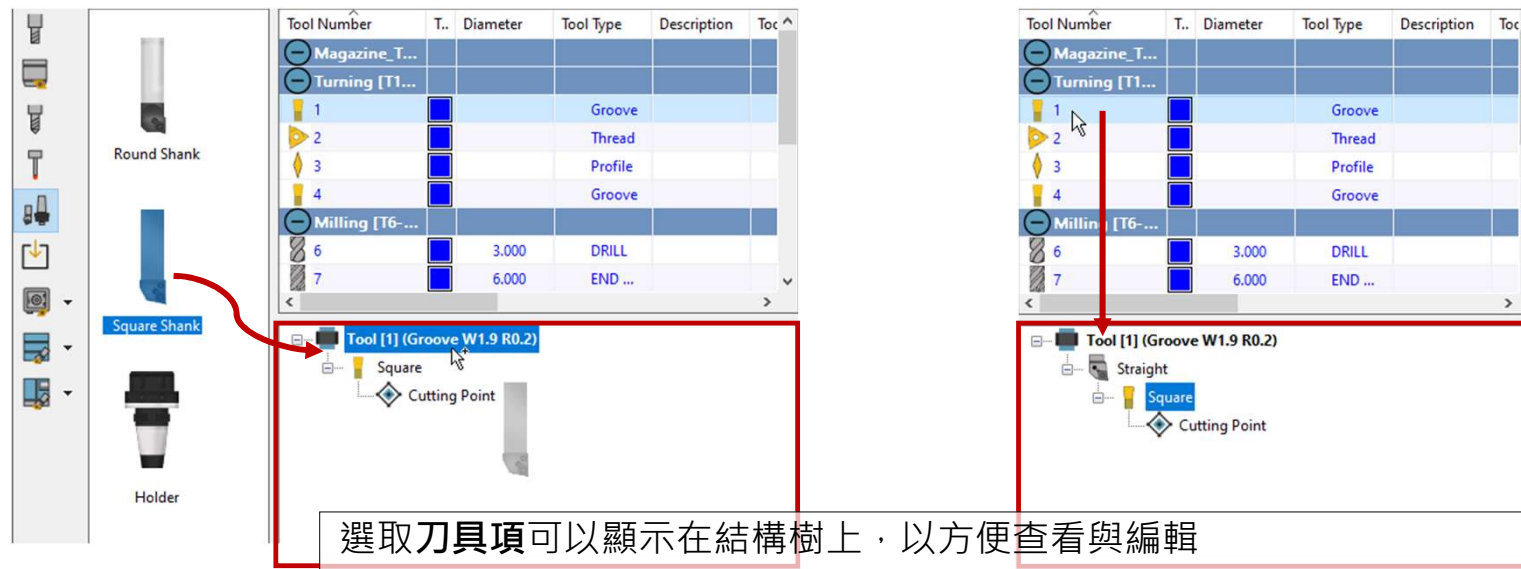 Round Shank
Square Shank
Holder
Tool Number T.. Diameter Tool Type Description Toc
Magazine_T...
Turning [T1...
1 Groove
2 Thread
3 Profile
4 Groove
Milling [T6-...
6 3.000 DRILL
7 6.000 END ...
Tool [1] (Groove W1.9 R0.2)
Square
Cutting Point
Tool Number T.. Diameter Tool Type Description Toc
Magazine_T...
Turning [T1...
1 Groove
2 Thread
3 Profile
4 Groove
Milling [T6-...
6 3.000 DRILL
7 6.000 END ...
Tool [1] (Groove W1.9 R0.2)
Straight
Square
Cutting Point
選取刀具項可以顯示在結構樹上，以方便查看與編輯